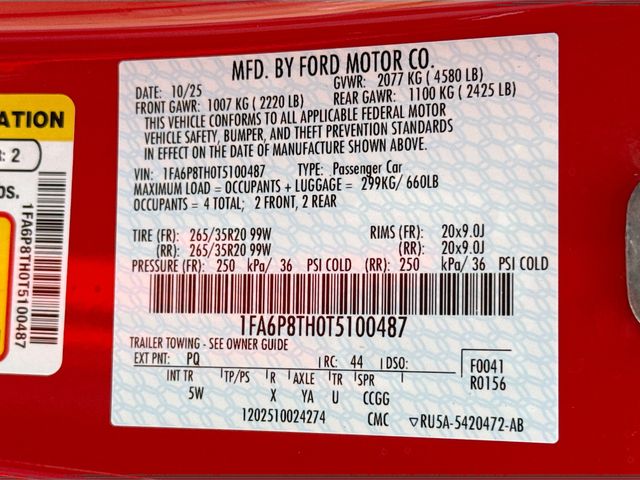 MFD. BY FORD MOTOR CO.
DATE: 10/25 GVWR: 2077 KG ( 4580 LB)
FRONT GAWR: 1007 KG ( 2220 LB) REAR GAWR: 1100 KG ( 2425 LB)
THIS VEHICLE CONFORMS TO ALL APPLICABLE FEDERAL MOTOR
VEHICLE SAFETY, BUMPER, AND THEFT PREVENTION STANDARDS
IN EFFECT ON THE DATE OF MANUFACTURE SHOWN ABOVE.
VIN: 1FA6P8TH0T5100487 TYPE: Passenger Car
MAXIMUM LOAD = OCCUPANTS + LUGGAGE = 299KG/ 660LB
OCCUPANTS = 4 TOTAL; 2 FRONT, 2 REAR
TIRE (FR): 265/35R20 99W RIMS (FR): 20x9.0J
(RR): 265/35R20 99W (RR): 20x9.0J
PRESSURE (FR): 250 kPa/ 36 PSI COLD (RR): 250 kPa/ 36 PSI COLD
1FA6P8TH0T5100487
TRAILER TOWING - SEE OWNER GUIDE
EXT PNT: PQ RC: 44 DSO: F0041
R0156
INT TR TP/PS R AXLE TR SPR
5W X YA U CCGG
1202510024274 CMC ▽RU5A-5420472-AB
ATION
R: 2
os.
1FA6P8TH0T5100487